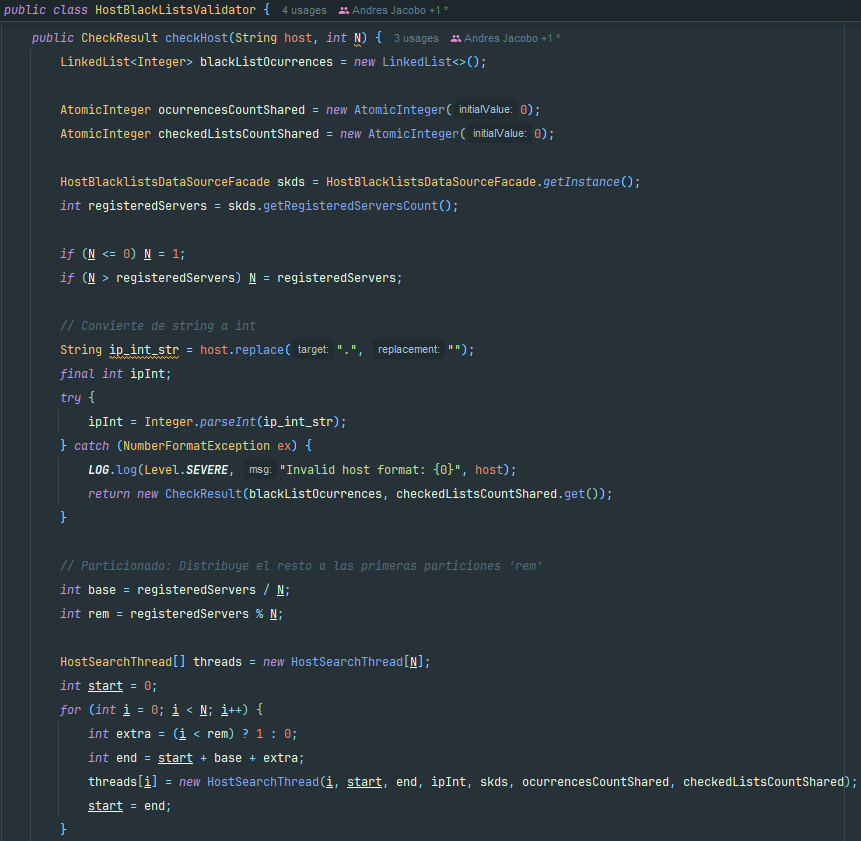 public class HostBlackListsValidator { 4 usages Andres Jacobo +1 *
public CheckResult checkHost(String host, int N) { 3 usages Andres Jacobo +1 *
LinkedList<Integer> blackListOcurrences = new LinkedList<>();
AtomicInteger ocurrencesCountShared = new AtomicInteger( initialValue: 0);
AtomicInteger checkedListsCountShared = new AtomicInteger( initialValue: 0);
HostBlacklistsDataSourceFacade skds = HostBlacklistsDataSourceFacade.getInstance();
int registeredServers = skds.getRegisteredServersCount();
if (N <= 0) N = 1;
if (N > registeredServers) N = registeredServers;
// Convierte de string a int
String ip_int_str = host.replace( target: ".", replacement: "");
final int ipInt;
try {
ipInt = Integer.parseInt(ip_int_str);
} catch (NumberFormatException ex) {
LOG.log(Level.SEVERE, msg: "Invalid host format: {0}", host);
return new CheckResult(blackListOcurrences, checkedListsCountShared.get());
}
// Particionado: Distribuye el resto a las primeras particiones 'rem'
int base = registeredServers / N;
int rem = registeredServers % N;
HostSearchThread[] threads = new HostSearchThread[N];
int start = 0;
for (int i = 0; i < N; i++) {
int extra = (i < rem) ? 1 : 0;
int end = start + base + extra;
threads[i] = new HostSearchThread(i, start, end, ipInt, skds, ocurrencesCountShared, checkedListsCountShared);
start = end;
}